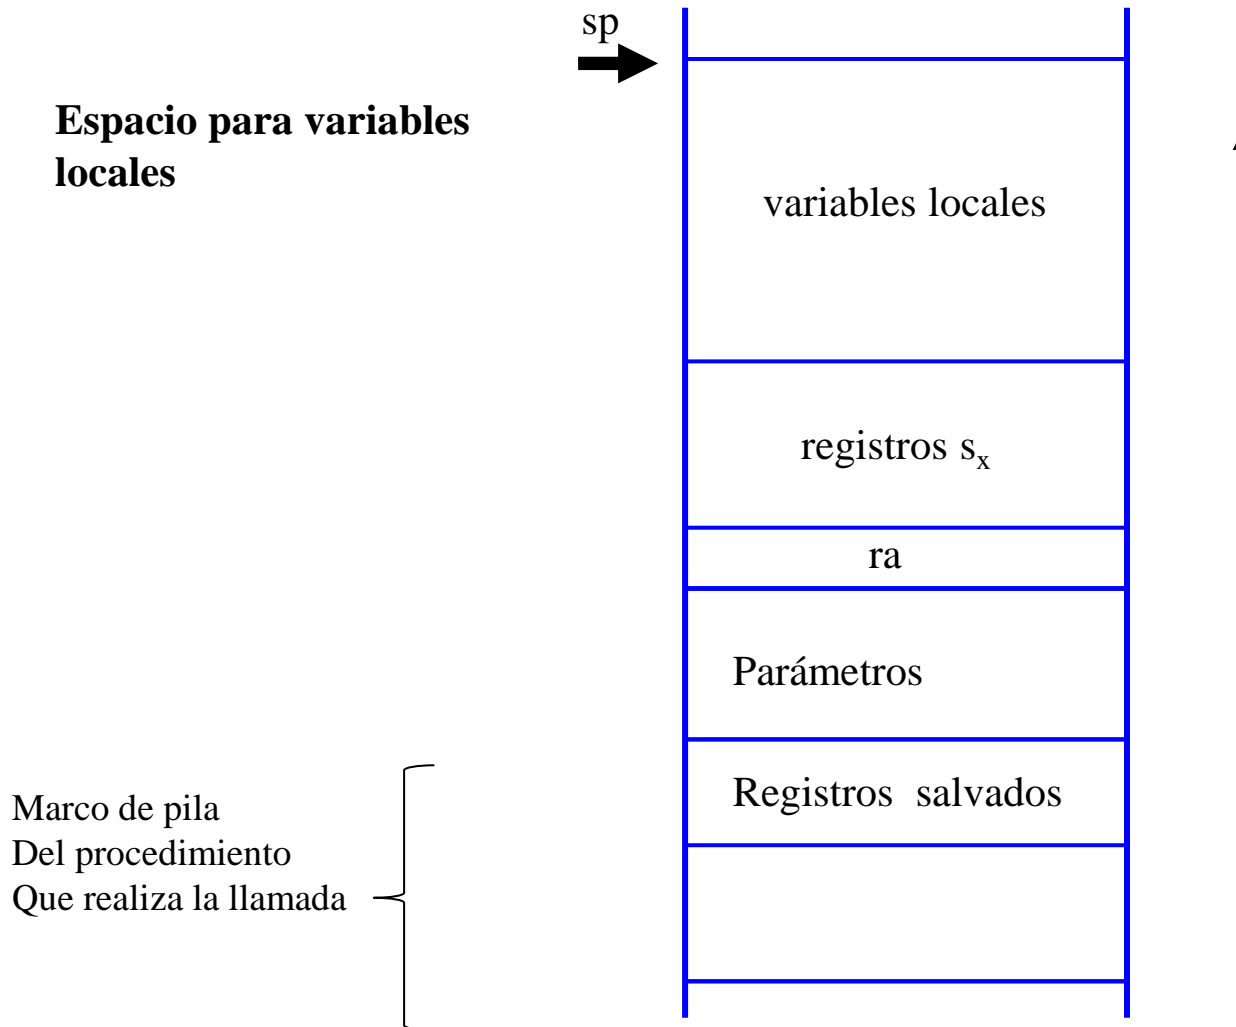 sp
Espacio para variables
locales
variables locales
registros sx
ra
Parámetros
Registros salvados
Marco de pila
Del procedimiento
Que realiza la llamada